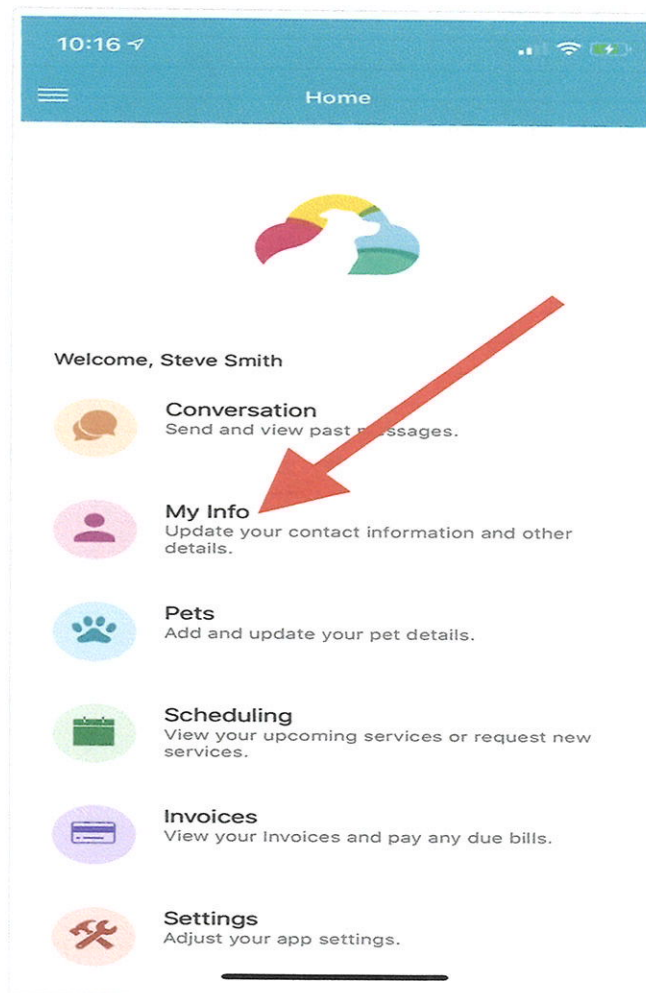 10:16
Home
Welcome, Steve Smith
Conversation
Send and view past messages.
My Info
Update your contact information and other
details.
Pets
Add and update your pet details.
Scheduling
View your upcoming services or request new
services.
Invoices
View your Invoices and pay any due bills.
Settings
Adjust your app settings.